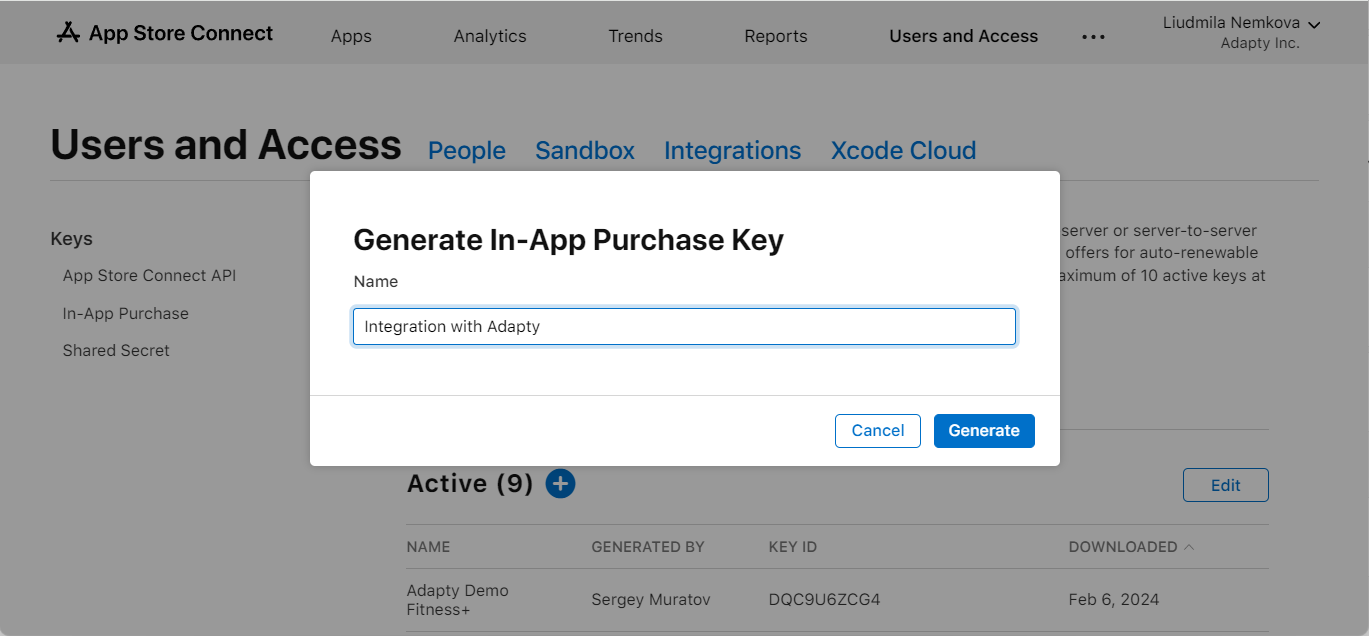 App Store Connect Apps Analytics Trends Reports Users and Access ••• Liudmila Nemkova
Adapty Inc.
Users and Access People Sandbox Integrations Xcode Cloud
Keys
App Store Connect API
In-App Purchase
Shared Secret
server or server-to-server
offers for auto-renewable
aximum of 10 active keys at
Generate In-App Purchase Key
Name
Integration with Adapty
Cancel Generate
Active (9) Edit
NAME GENERATED BY KEY ID DOWNLOADED
Adapty Demo
Fitness+ Sergey Muratov DQC9U6ZCG4 Feb 6, 2024